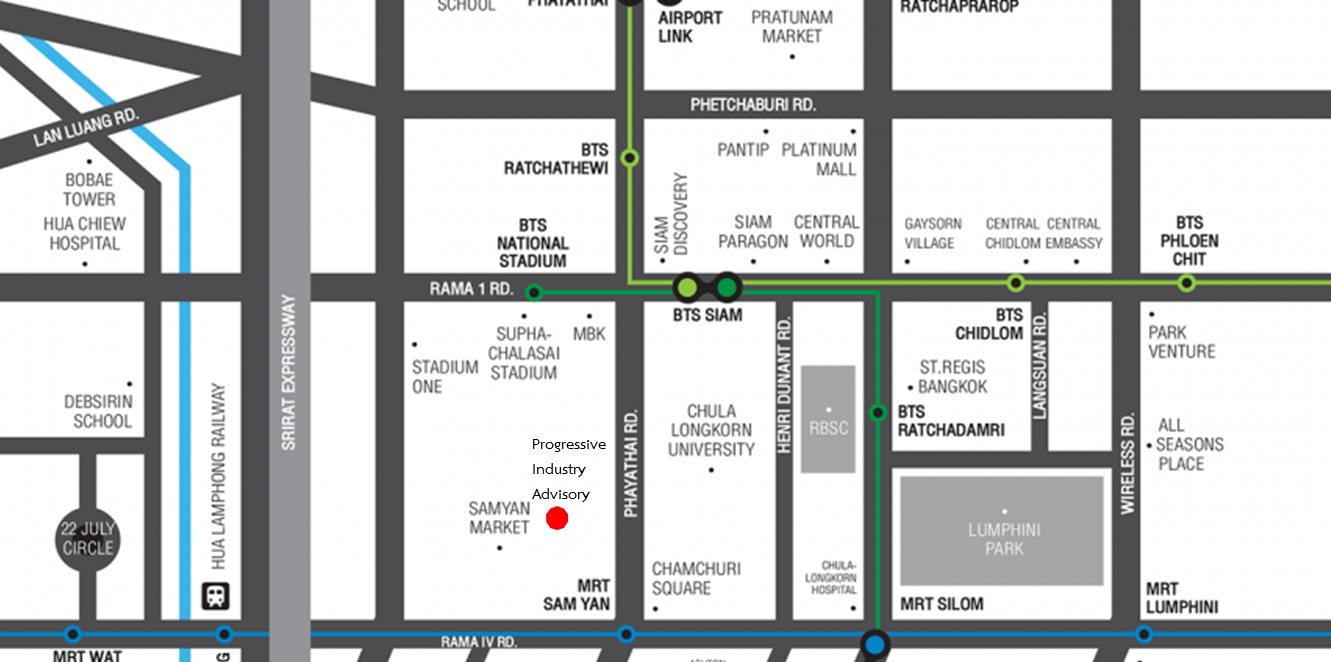 SCHOOL
PHAYATHAI
AIRPORT
LINK
PRATUNAM
MARKET
RATCHAPRAROP
PHETCHABURI RD.
LAN LUANG RD.
BTS
RATCHATHEWI
PANTIP
PLATINUM
MALL
BOBAE
TOWER
HUA CHIEW
HOSPITAL
BTS
NATIONAL
STADIUM
SIAM
DISCOVERY
SIAM
PARAGON
CENTRAL
WORLD
GAYSORN
VILLAGE
CENTRAL
CHIDLOM
CENTRAL
EMBASSY
BTS
PHLOEN
CHIT
RAMA 1 RD.
BTS SIAM
STADIUM
ONE
SUPHA-
CHALASAI
STADIUM
MBK
HENRI DUNANT RD.
BTS
CHIDLOM
LANGSUAN RD.
PARK
VENTURE
ST.REGIS
BANGKOK
SRIRAT EXPRESSWAY
DEBSIRIN
SCHOOL
HUA LAMPHONG RAILWAY
PHAYATHAI RD.
CHULA
LONGKORN
UNIVERSITY
RBSC
BTS
RATCHADAMRI
WIRELESS RD.
ALL
SEASONS
PLACE
Progressive
Industry
Advisory
SAMYAN
MARKET
22 JULY
CIRCLE
LUMPHINI
PARK
CHAMCHURI
SQUARE
CHULA-
LONGKORN
HOSPITAL
MRT
SAM YAN
MRT SILOM
MRT
LUMPHINI
RAMA IV RD.
MRT WAT
G